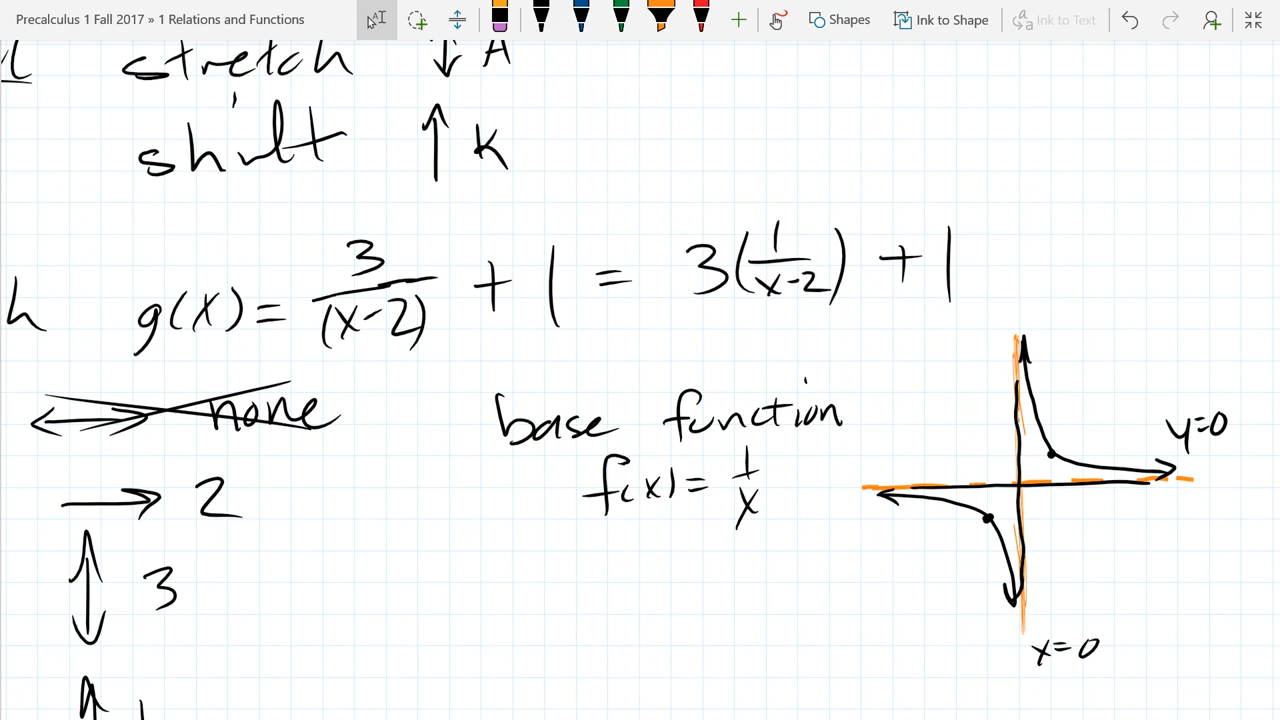 Precalculus 1 Fall 2017 » 1 Relations and Functions
Shapes
Ink to Shape
Ink to Text
stretch ↕ A
shift ↑ K
h g(x) = 3/(x-2) + 1 = 3(1/(x-2)) + 1
↔ none
base function
y=0
f(x) = 1/x
→ 2
↕ 3
x=0
↑ 1